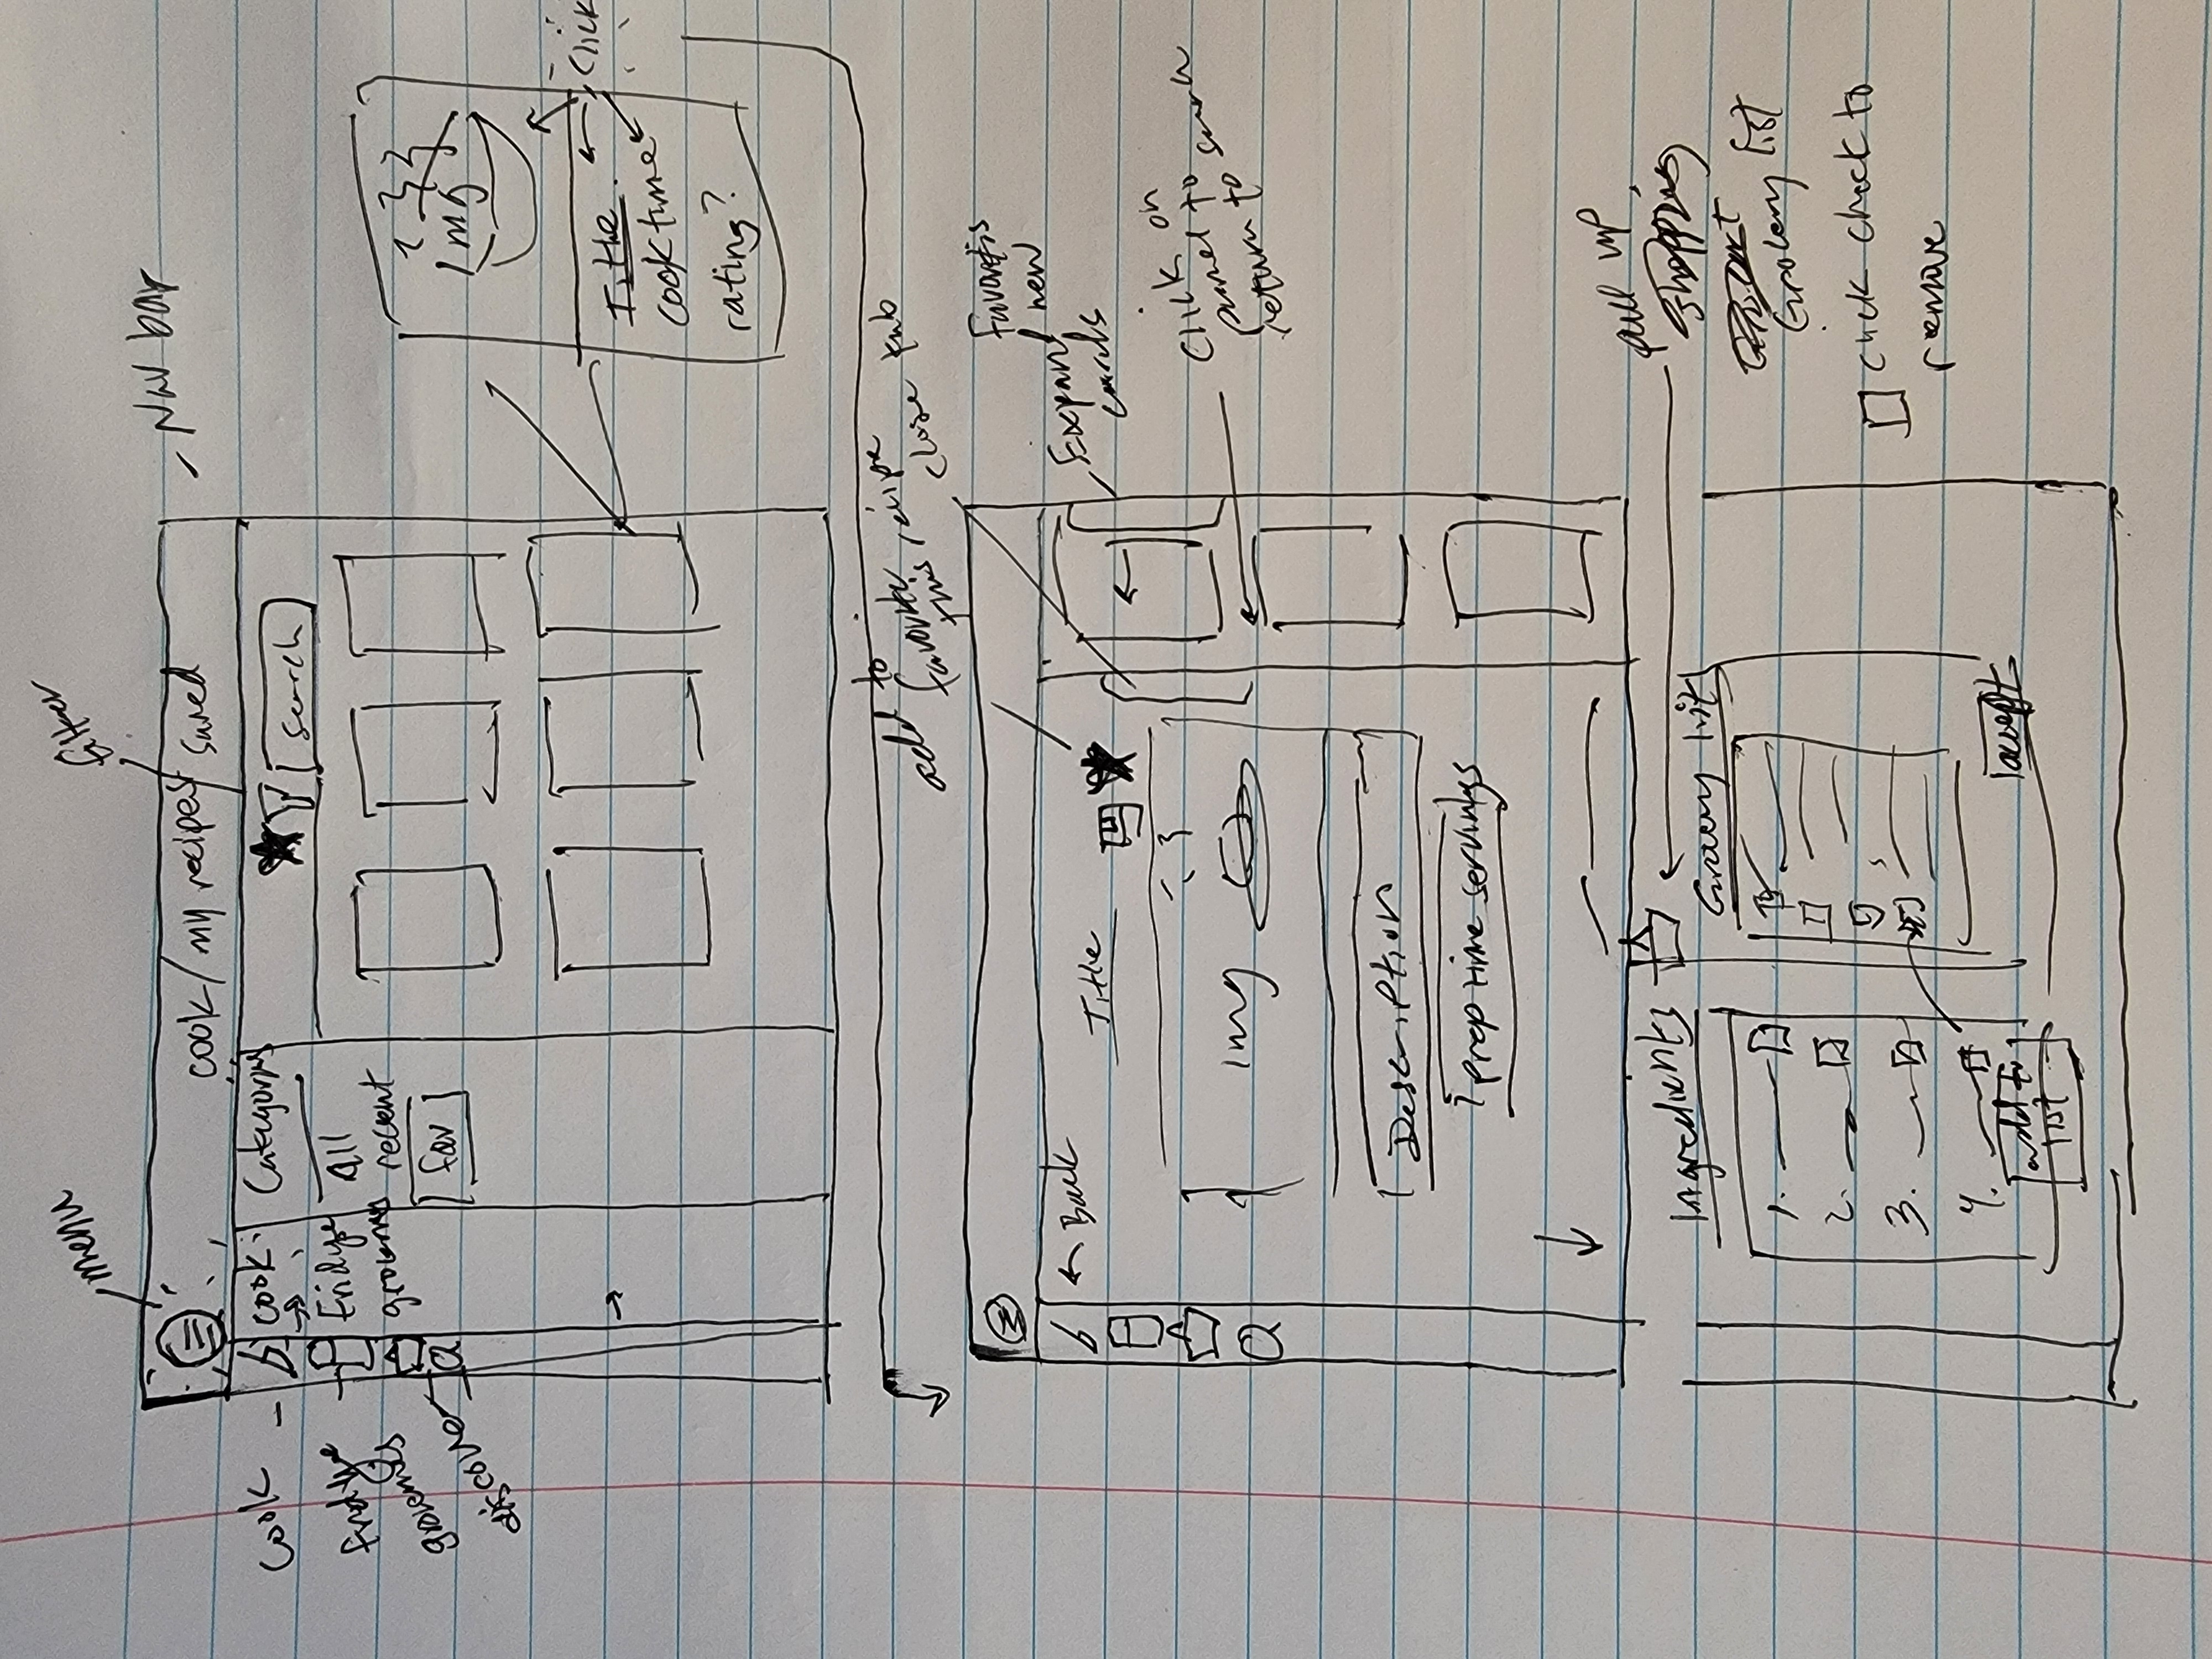 menu
filter
Nav bar
cook/my recipes/ saved
cook
cook:
Categories
search
fridge
Fridge
All
groceries
groceries
recent
discover
fav
img
click
Title
cook time
rating?
add to
favorite
this recipe
close tab
favorites
new
Expand
cards
Back
Title
click on
panel to
return to search
img
Description
prep time servings
pull up
shopping
Grocery list
Ingredients
Grocery list
1.
2.
3.
4.
add to
list
accept
click check to
remove